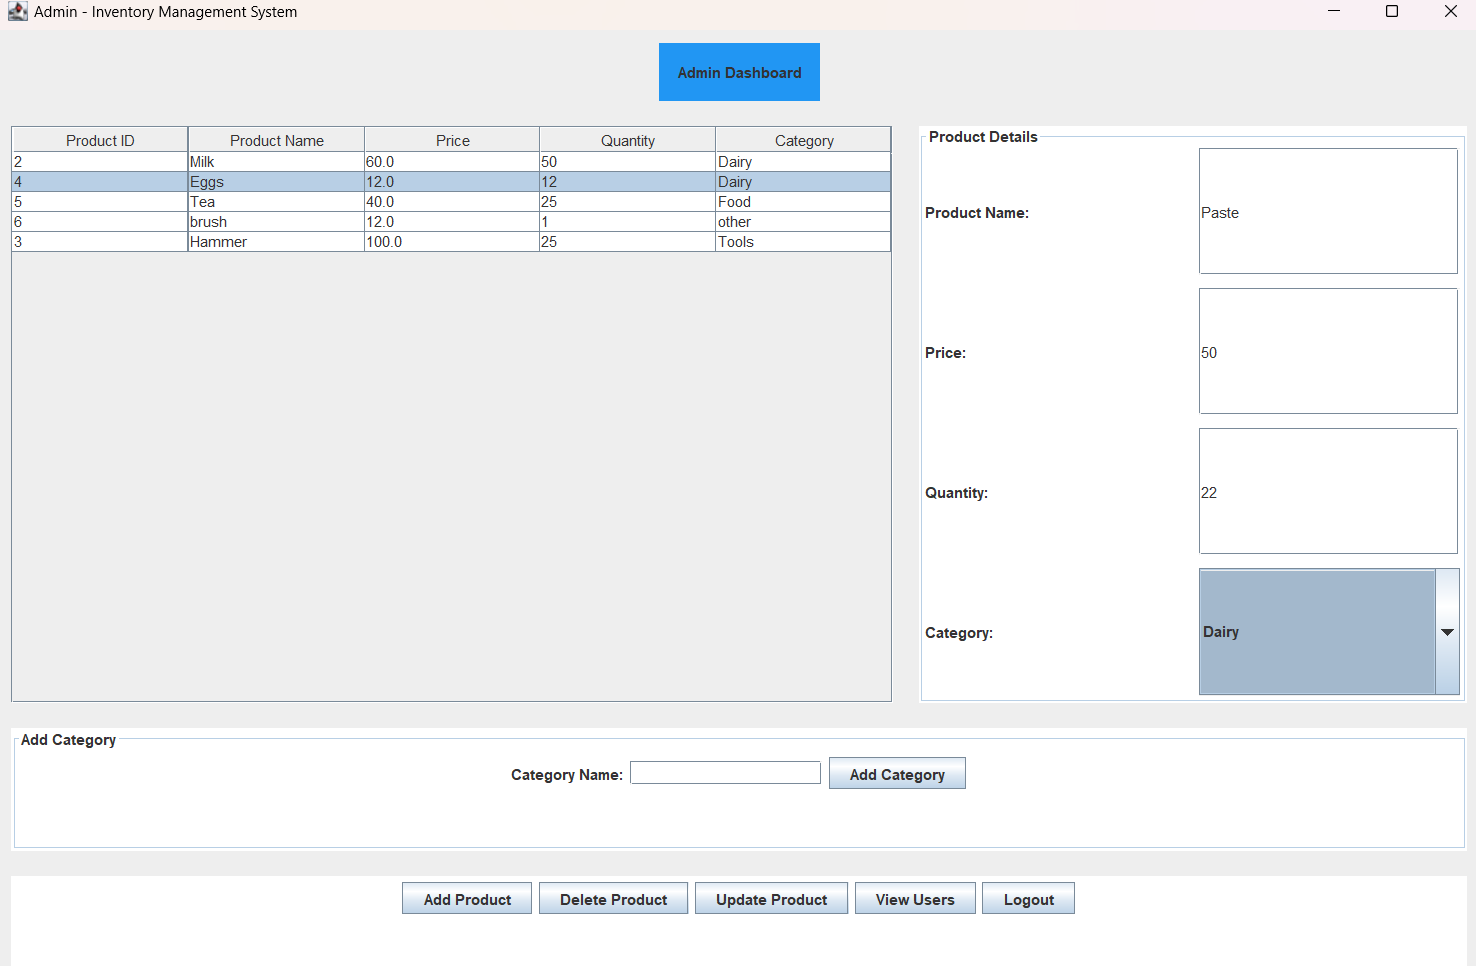 Admin - Inventory Management System
Admin Dashboard
Product ID Product Name Price Quantity Category
2 Milk 60.0 50 Dairy
4 Eggs 12.0 12 Dairy
5 Tea 40.0 25 Food
6 brush 12.0 1 other
3 Hammer 100.0 25 Tools
Product Details
Product Name: Paste
Price: 50
Quantity: 22
Category: Dairy
Add Category
Category Name: Add Category
Add Product Delete Product Update Product View Users Logout